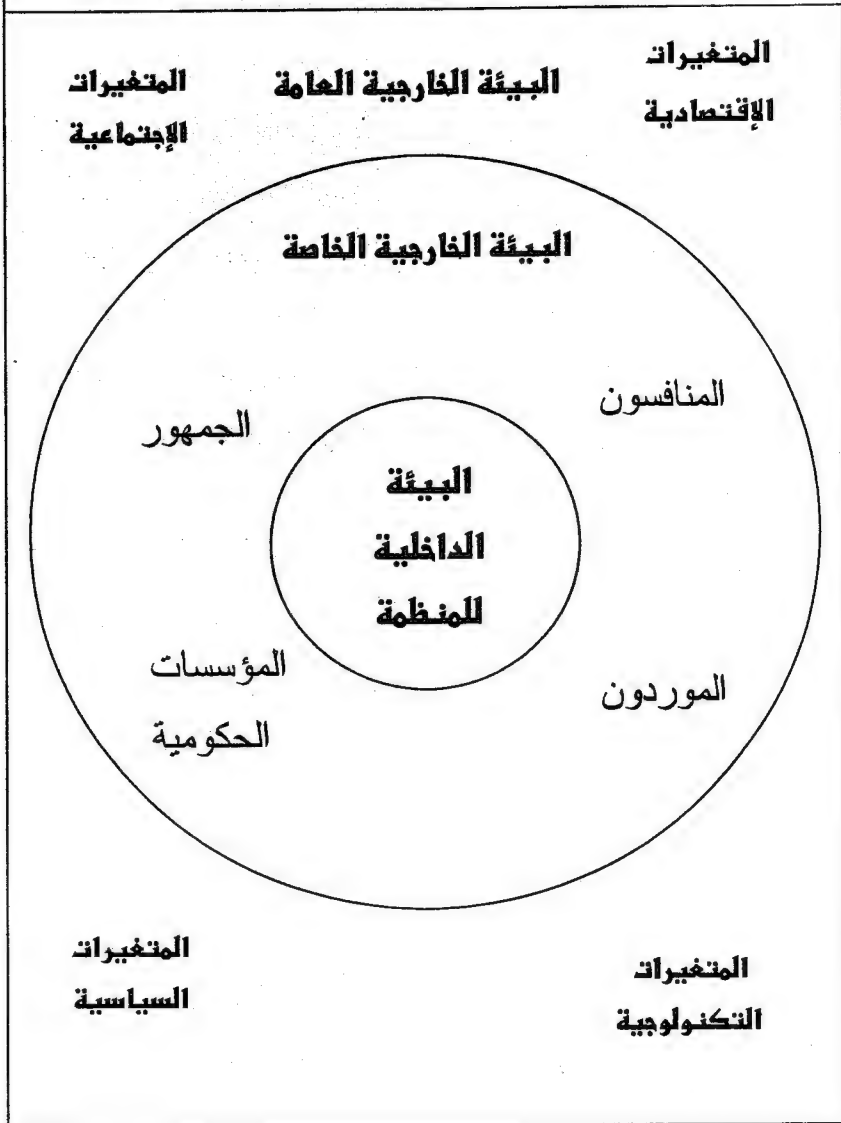 المتغيرات
الإقتصادية
البيئة الخارجية العامة
المتغيرات
الإجتماعية
البيئة الخارجية الخاصة
المنافسون
الجمهور
البيئة
الداخلية
للمنظمة
الموردون
المؤسسات
الحكومية
المتغيرات
التكنولوجية
المتغيرات
السياسية